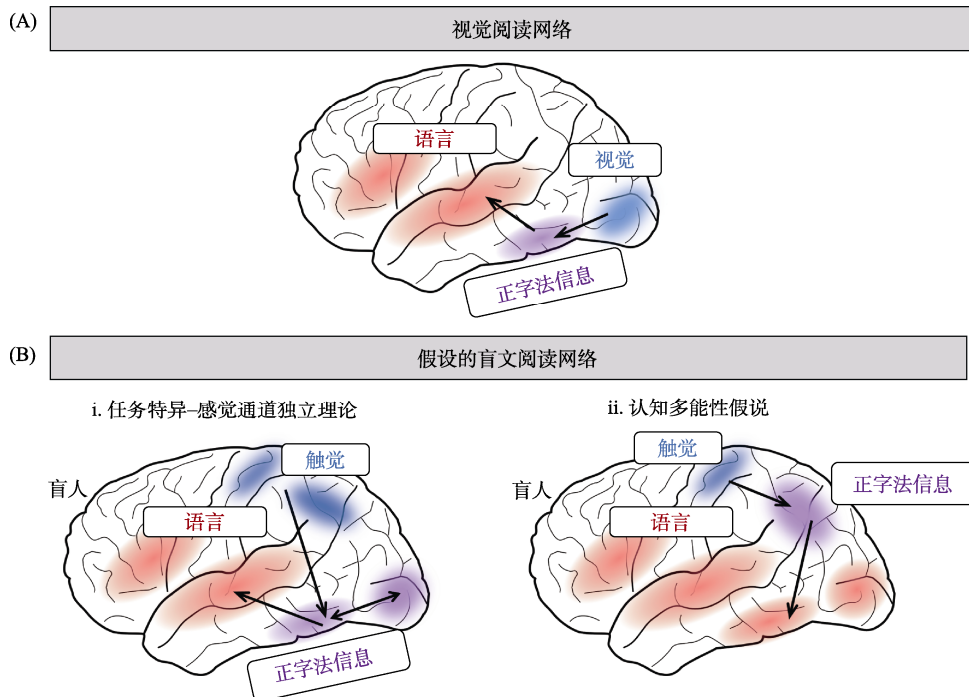 (A)
视觉阅读网络
语言
视觉
正字法信息
(B)
假设的盲文阅读网络
i. 任务特异–感觉通道独立理论
盲人
触觉
语言
正字法信息
ii. 认知多能性假说
盲人
触觉
正字法信息
语言